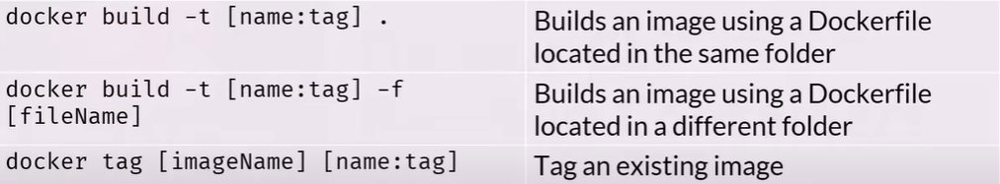 docker build -t [name:tag] .
Builds an image using a Dockerfile
located in the same folder
docker build -t [name:tag] -f
[fileName]
Builds an image using a Dockerfile
located in a different folder
docker tag [imageName] [name:tag]
Tag an existing image